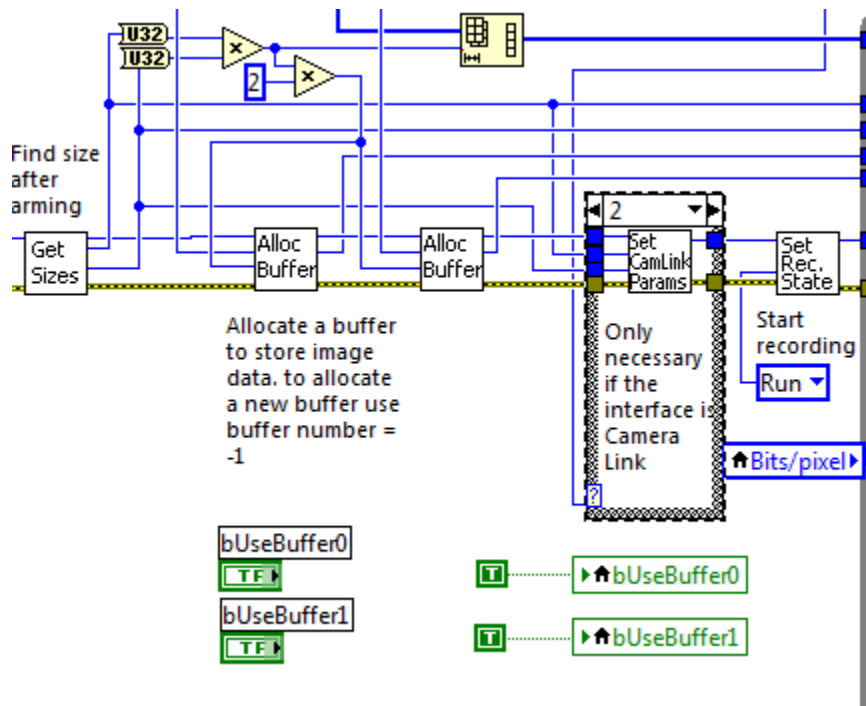 U32
U32
x
x
2
Find size
after
arming
Get
Sizes
Alloc
Buffer
Alloc
Buffer
2
Set
CamLink
Params
Set
Rec.
State
Allocate a buffer
to store image
data. to allocate
a new buffer use
buffer number =
-1
Only
necessary
if the
interface is
Camera
Link
?
Start
recording
Run
Bits/pixel
bUseBuffer0
TF
bUseBuffer1
TF
T
bUseBuffer0
T
bUseBuffer1